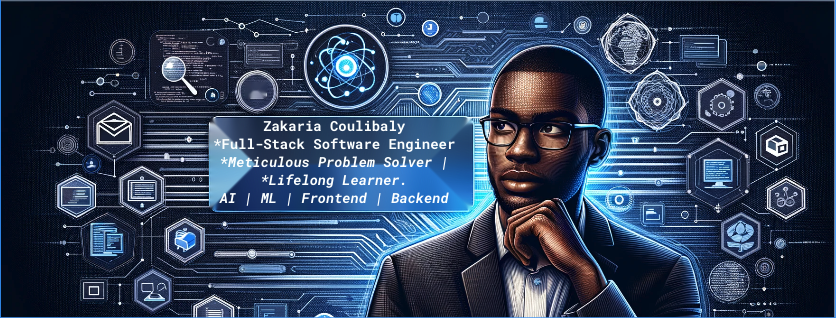 Zakaria Coulibaly
*Full-Stack Software Engineer
*Meticulous Problem Solver |
*Lifelong Learner.
AI | ML | Frontend | Backend